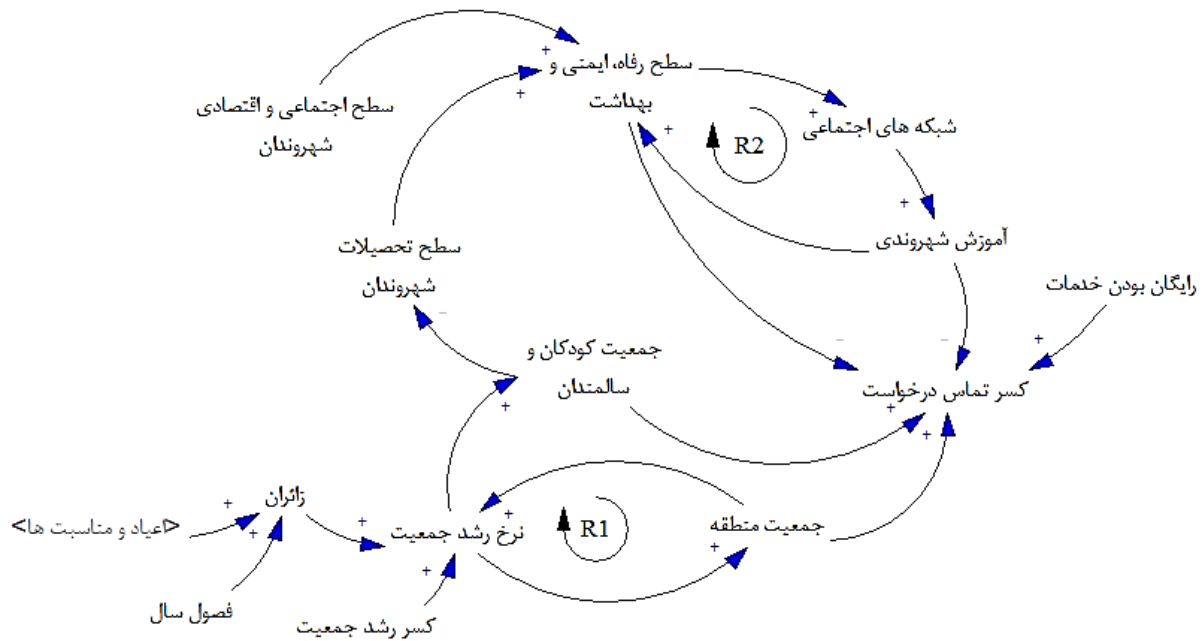 سطح رفاه، ایمنی و
بهداشت
سطح اجتماعی و اقتصادی
شهروندان
شبکه های اجتماعی
R2
آموزش شهروندی
سطح تحصیلات
شهروندان
رایگان بودن خدمات
جمعیت کودکان و
سالمندان
کسر تماس درخواست
زائران
<اعیاد و مناسبت ها>
نرخ رشد جمعیت
R1
جمعیت منطقه
فصول سال
کسر رشد جمعیت